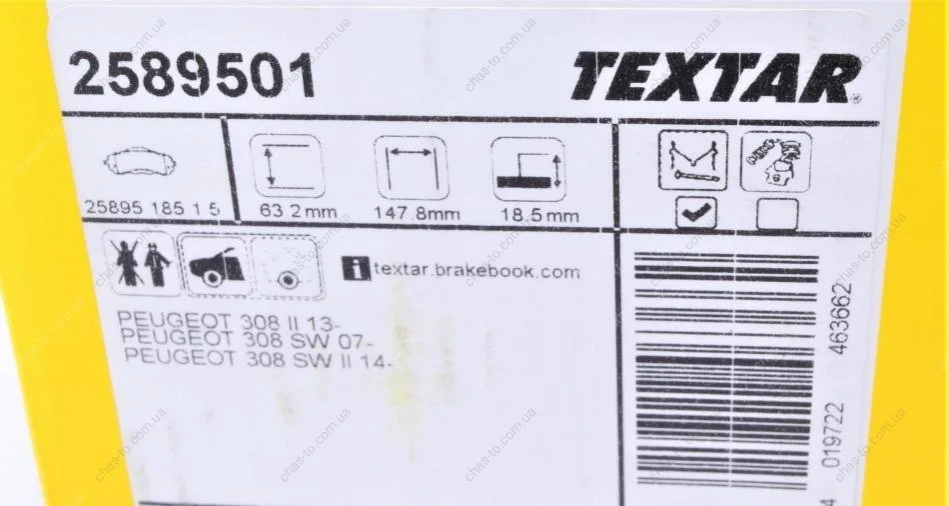 2589501
TEXTAR®
25895 185 1 5
63.2mm
147.8mm
18.5mm
i textar.brakebook.com
PEUGEOT 308 II 13-
PEUGEOT 308 SW 07-
PEUGEOT 308 SW II 14-
4 019722 463662
chas-to.com.ua